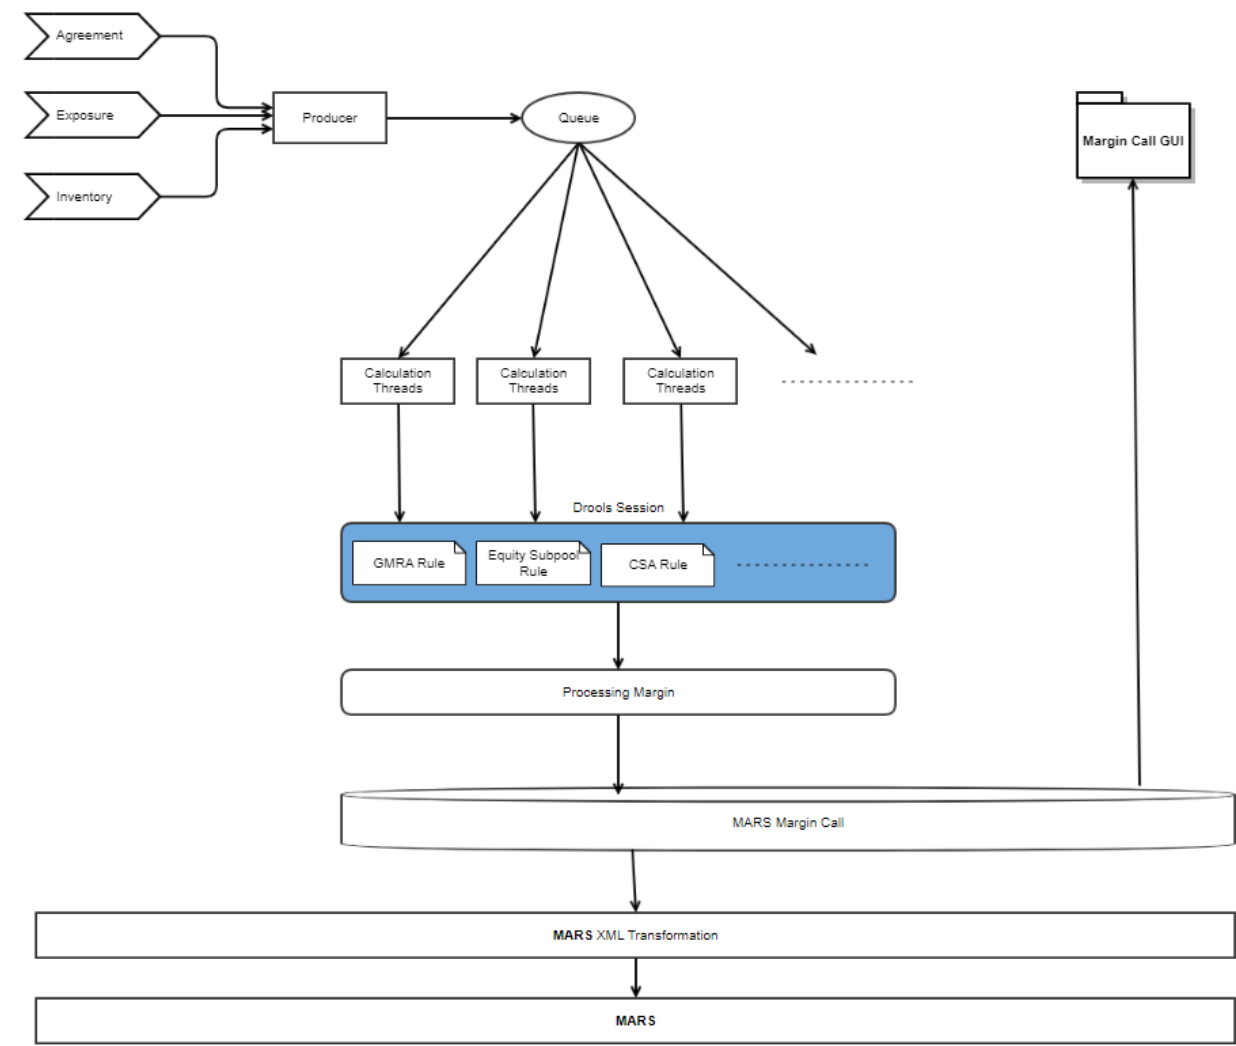 Agreement
Exposure
Producer
Queue
Margin Call GUI
Inventory
Calculation
Threads
Calculation
Threads
Calculation
Threads
Drools Session
GMRA Rule
Equity Subpool
Rule
CSA Rule
Processing Margin
MARS Margin Call
MARS XML Transformation
MARS